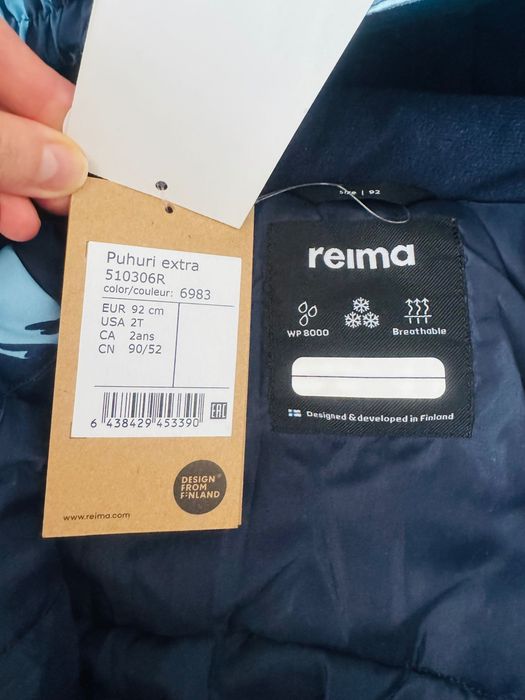 Puhuri extra
510306R
color/couleur: 6983
EUR 92 cm
USA 2T
CA 2ans
CN 90/52
6 438429 453390
EAC
DESIGN
FROM
FINLAND
www.reima.com
size | 92
reima
WP 8000
Breathable
Designed & developed in Finland